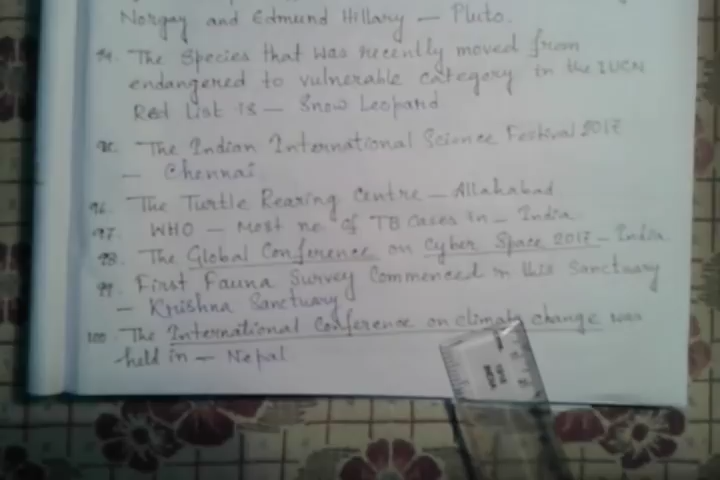 Norgay and Edmund Hillary — Pluto.
94. The Species that was recently moved from
endangered to vulnerable category in the IUCN
Red List is — Snow Leopard
95. The Indian International Science Festival 2017
— Chennai
96. The Turtle Rearing Centre — Allahabad
97. WHO — Most no. of TB Cases in — India
98. The Global Conference on Cyber Space 2017 — India
99. First Fauna Survey Commenced in this Sanctuary
— Krishna Sanctuary
100. The International Conference on climate change was
held in — Nepal